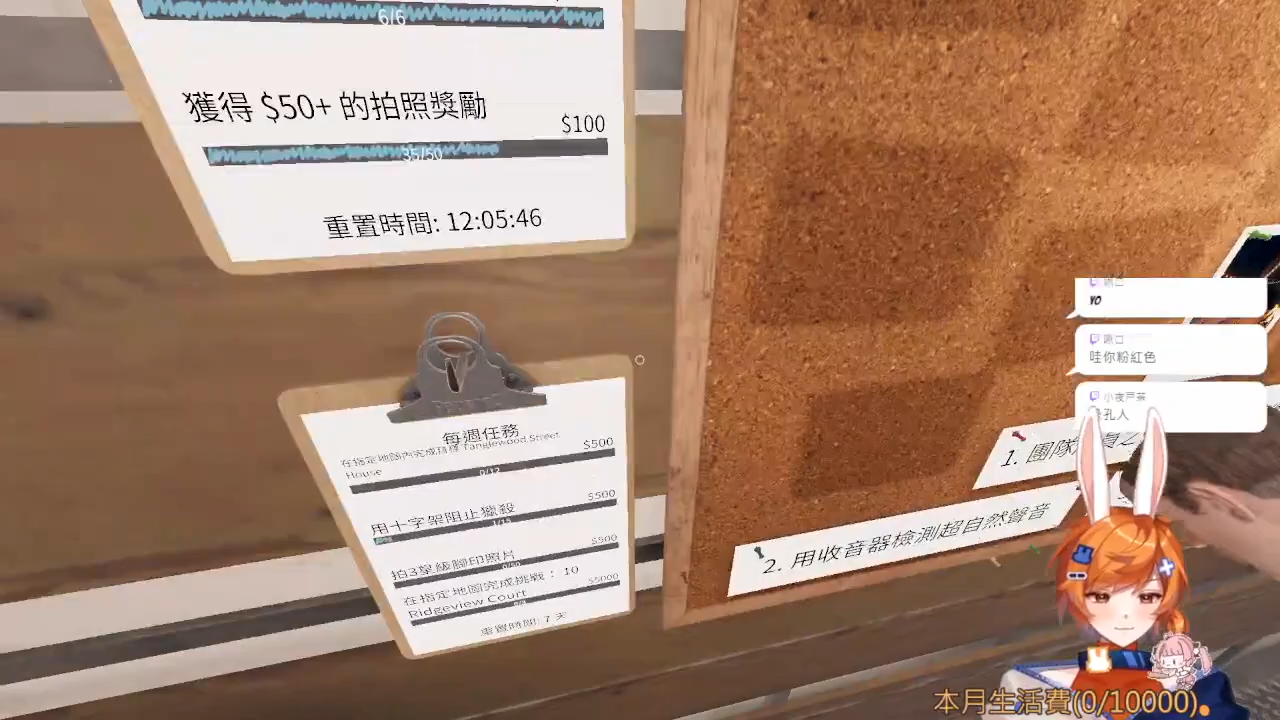 6/6
獲得 $50+ 的拍照獎勵
$100
35/50
重置時間: 12:05:46
每週任務
在指定地圖內完成目標 Tanglewood Street
House
$500
0/12
用十字架阻止獵殺
$500
1/15
拍3星級腳印照片
$500
在指定地圖完成挑戰: 10
Ridgeview Court
$5000
重置時間: 7 天
1. 團隊
2. 用收音器檢測超自然聲音
YO
哇你粉紅色
孔人
本月生活費(0/10000)。